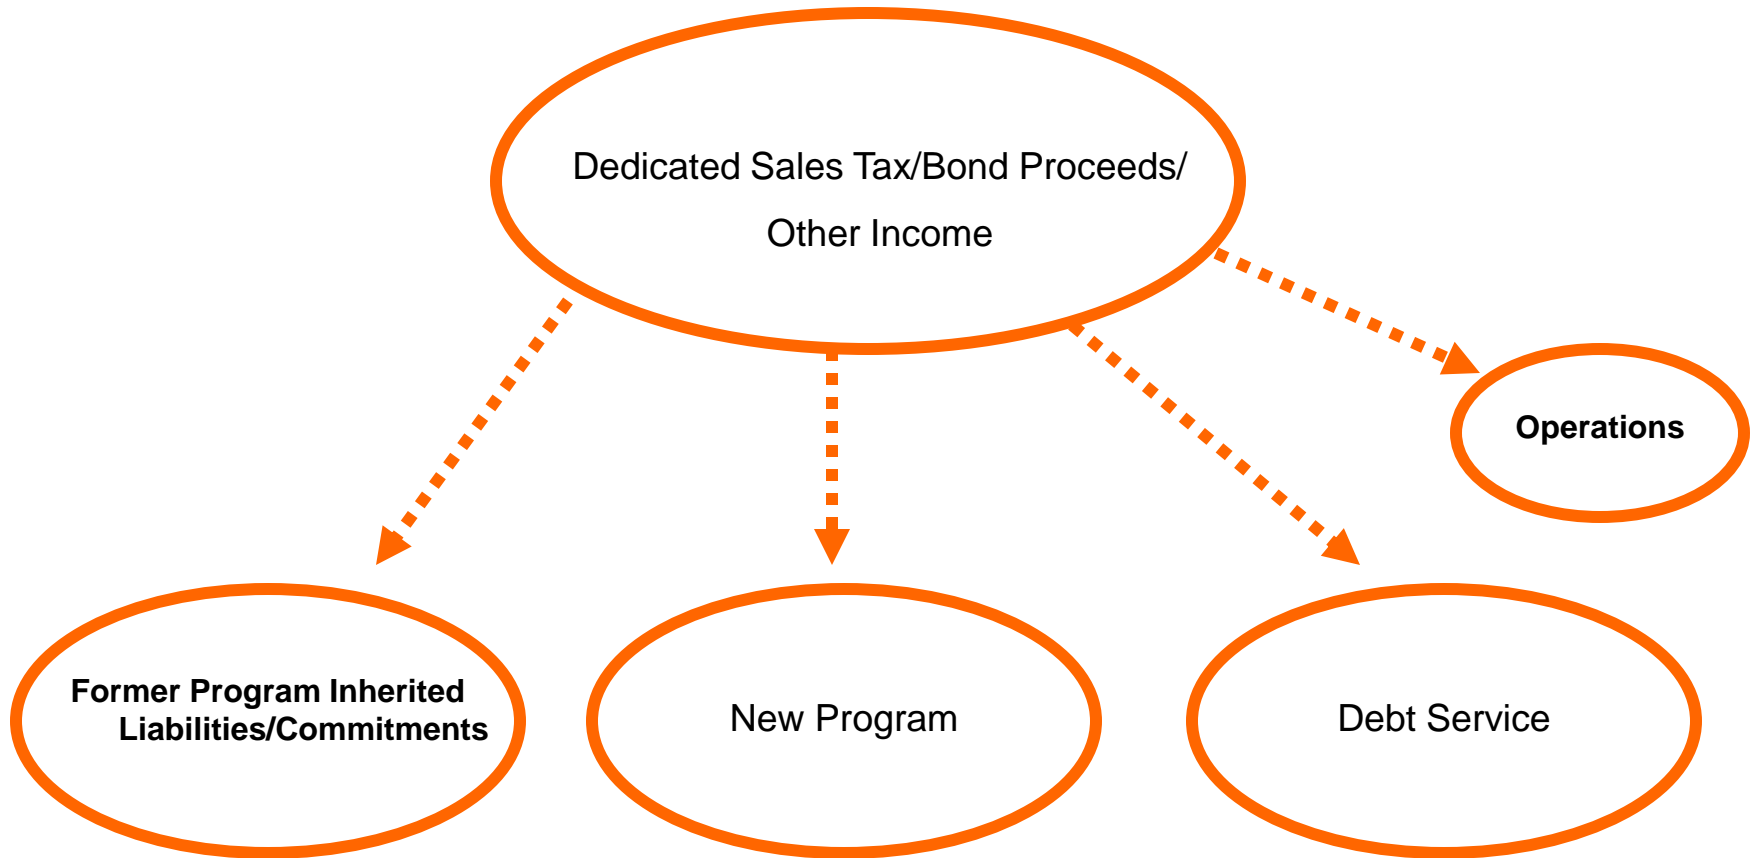 Dedicated Sales Tax/Bond Proceeds/
Other Income
Operations
Former Program Inherited
Liabilities/Commitments
New Program
Debt Service